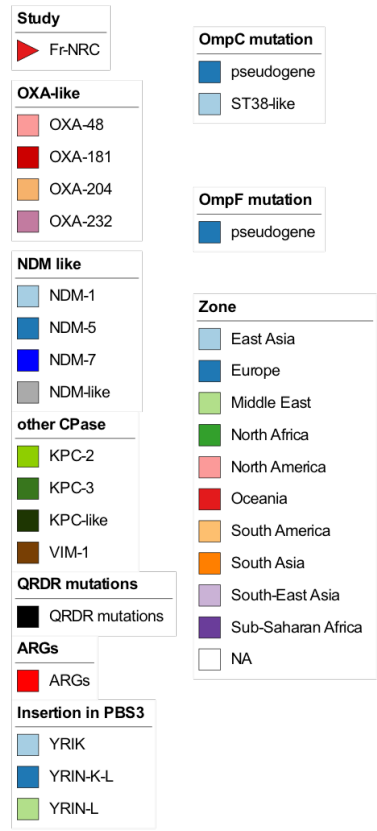 Study
Fr-NRC
OXA-like
OXA-48
OXA-181
OXA-204
OXA-232
NDM like
NDM-1
NDM-5
NDM-7
NDM-like
other CPase
KPC-2
KPC-3
KPC-like
VIM-1
QRDR mutations
QRDR mutations
ARGs
ARGs
Insertion in PBS3
YRIK
YRIN-K-L
YRIN-L
OmpC mutation
pseudogene
ST38-like
OmpF mutation
pseudogene
Zone
East Asia
Europe
Middle East
North Africa
North America
Oceania
South America
South Asia
South-East Asia
Sub-Saharan Africa
NA